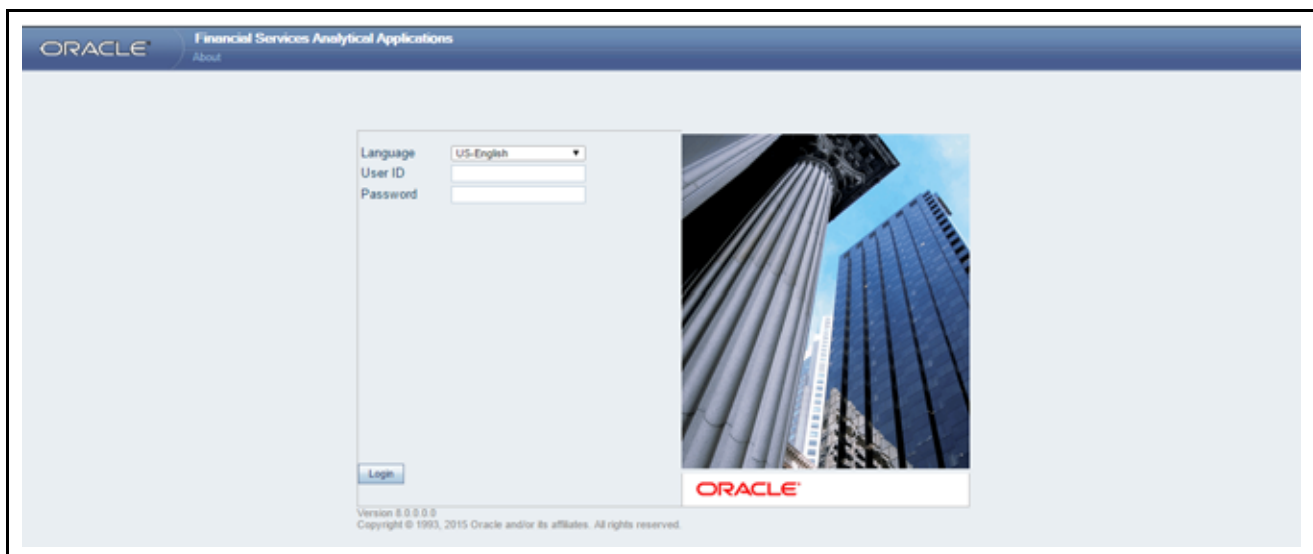 ORACLE
Financial Services Analytical Applications
About
Language US-English
User ID
Password
Login
ORACLE
Version 8.0.0.0.0
Copyright © 1993, 2015 Oracle and/or its affiliates. All rights reserved.